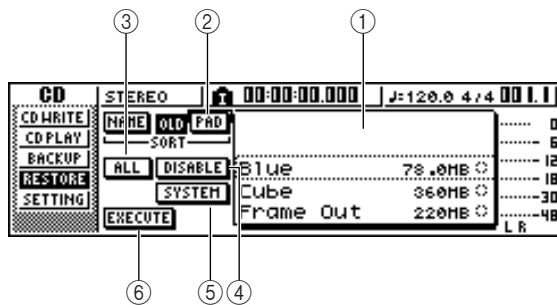 ③ ② ①
CD STEREO 00:00:00.000 ♩=120.0 4/4 001.1
CD WRITE NAME OLD PAD
CD PLAY SORT
BACKUP ALL DISABLE Blue 78.0MB
RESTORE SYSTEM Cube 360MB
SETTING EXECUTE Frame Out 220MB
0
6
12
18
30
48
L R
⑥ ⑤ ④